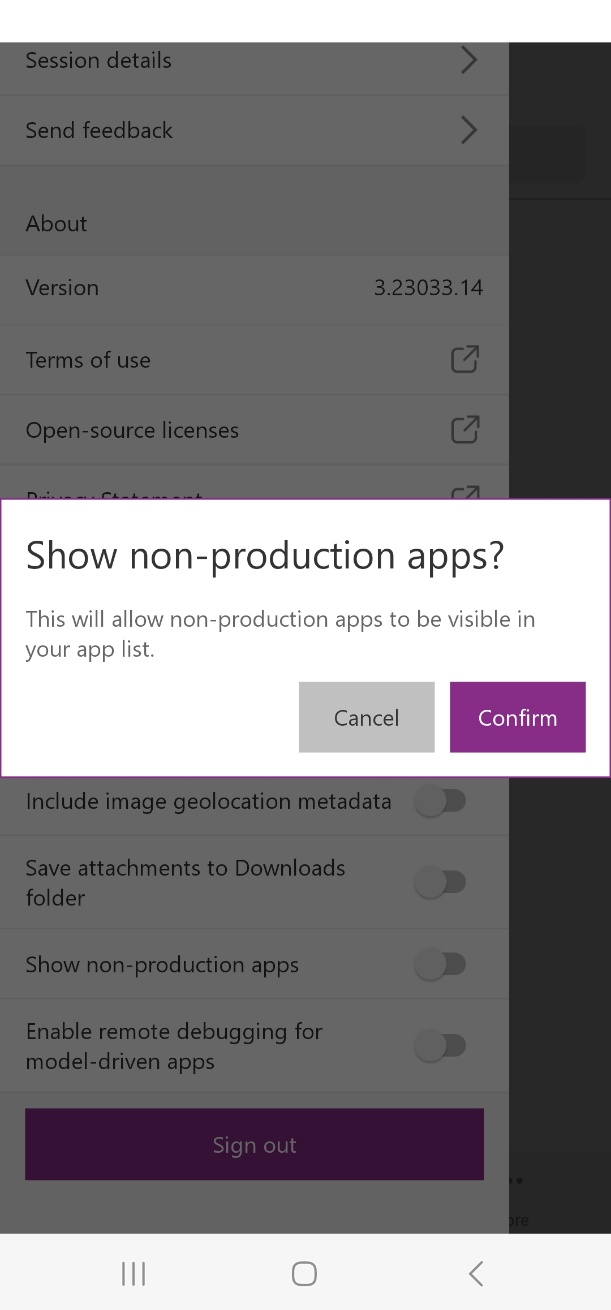 Session details
Send feedback
About
Version 3.23033.14
Terms of use
Open-source licenses
Privacy Statement
Show non-production apps?
This will allow non-production apps to be visible in
your app list.
Cancel Confirm
Include image geolocation metadata
Save attachments to Downloads
folder
Show non-production apps
Enable remote debugging for
model-driven apps
Sign out